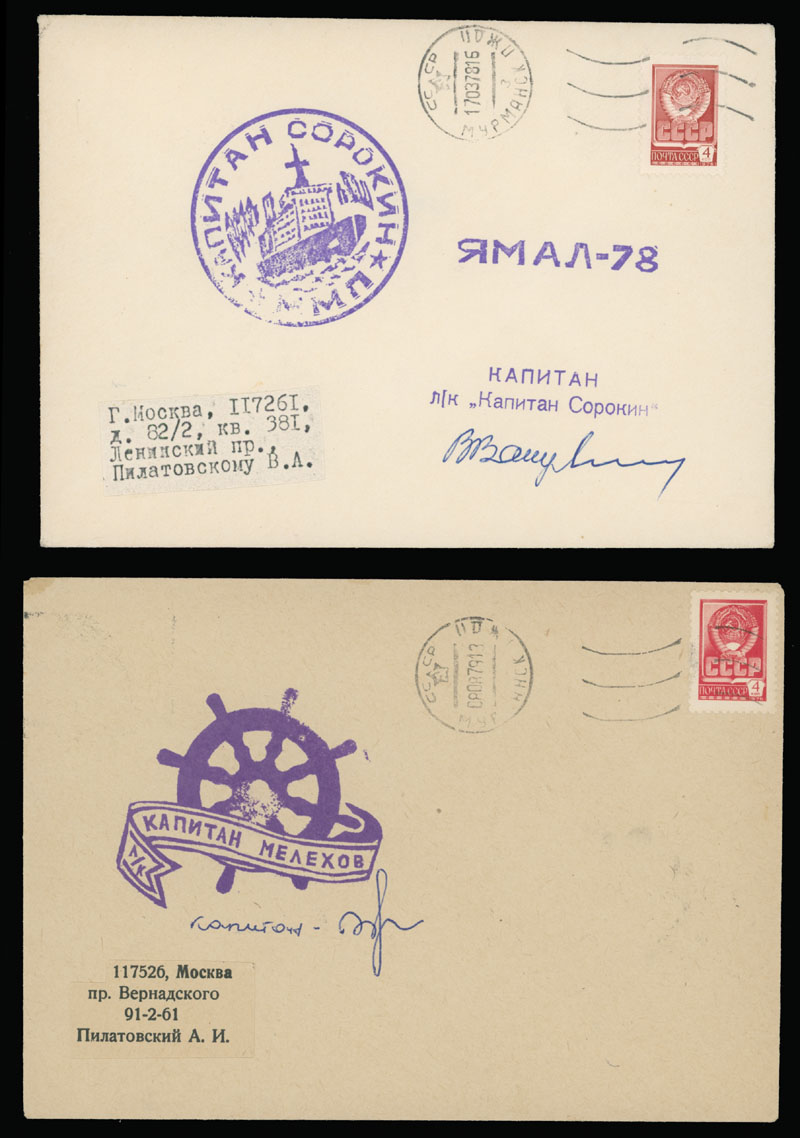 КАПИТАН СОРОКИН
ММП
СССР
МУРМАНСК
17037816
СССР
ПОЧТА СССР 4
ЯМАЛ-78
КАПИТАН
л/к „Капитан Сорокин"
Г.Москва, 117261,
д. 82/2, кв. 381,
Ленинский пр.,
Пилатовскому В.А.
СССР
СССР
ПОЧТА СССР 4
КАПИТАН МЕЛЕХОВ
Л/К
капитан -
117526, Москва
пр. Вернадского
91-2-61
Пилатовский А. И.